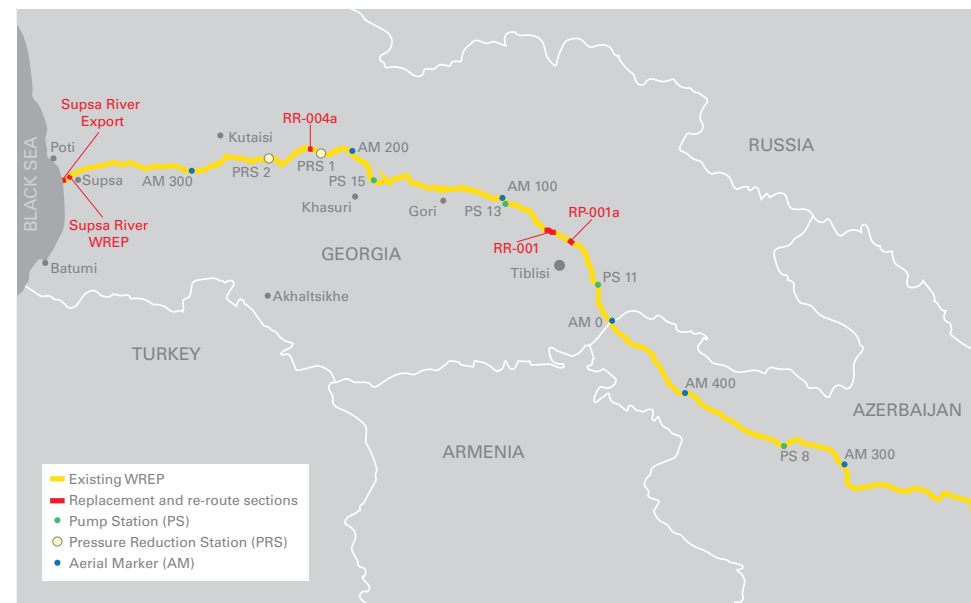 Supsa River
Export
RR-004a
Kutaisi
RUSSIA
Poti
AM 200
PRS 1
PRS 2
AM 300
PS 15
Supsa
BLACK SEA
AM 100
Khasuri
Gori
PS 13
RP-001a
Supsa River
WREP
RR-001
GEORGIA
Batumi
Tiblisi
PS 11
Akhaltsikhe
AM 0
TURKEY
AM 400
AZERBAIJAN
ARMENIA
PS 8
AM 300
Existing WREP
Replacement and re-route sections
Pump Station (PS)
Pressure Reduction Station (PRS)
Aerial Marker (AM)